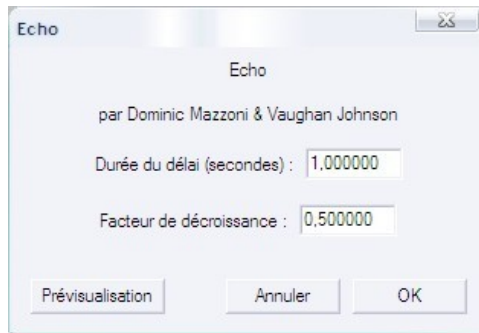 Echo
Echo
par Dominic Mazzoni & Vaughan Johnson
Durée du délai (secondes) : 1,000000
Facteur de décroissance : 0,500000
Prévisualisation Annuler OK